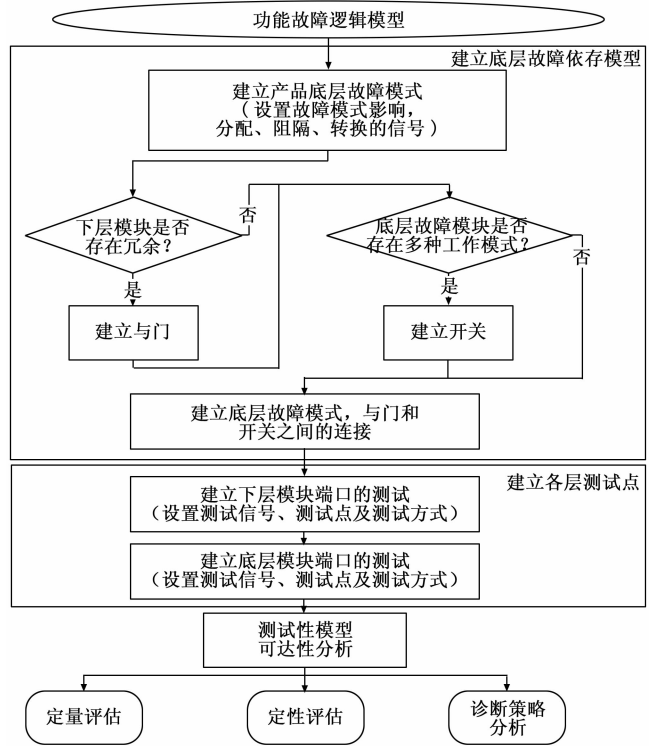 功能故障逻辑模型
建立底层故障依存模型
建立产品底层故障模式
(设置故障模式影响,
分配、阻隔、转换的信号)
下层模块是否
存在冗余?
否
底层故障模块是否
存在多种工作模式?
否
是
是
建立与门
建立开关
建立底层故障模式,与门和
开关之间的连接
建立各层测试点
建立下层模块端口的测试
(设置测试信号、测试点及测试方式)
建立底层模块端口的测试
(设置测试信号、测试点及测试方式)
测试性模型
可达性分析
定量评估
定性评估
诊断策略
分析